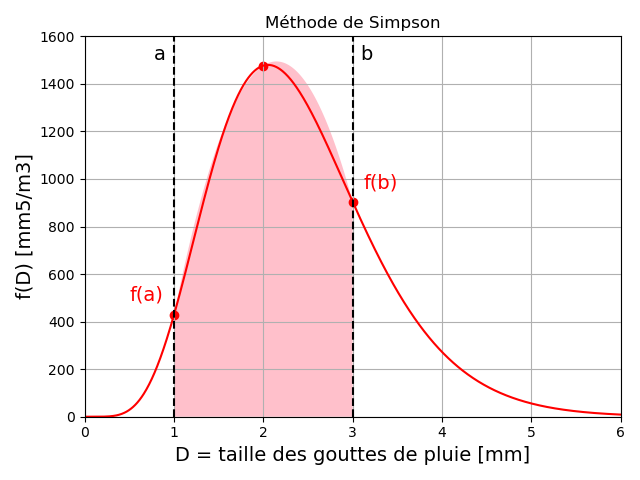 Méthode de Simpson
1600
1400
1200
1000
800
600
400
200
0
f(D) [mm5/m3]
a
b
f(a)
f(b)
0 1 2 3 4 5 6
D = taille des gouttes de pluie [mm]